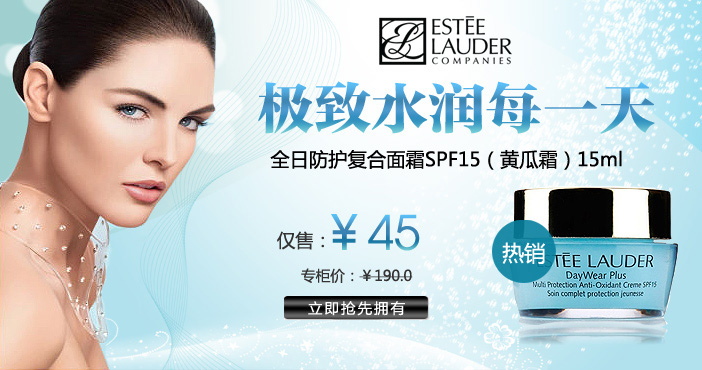 ESTĒE
LAUDER
COMPANIES
极致水润每一天
全日防护复合面霜SPF15（黄瓜霜）15ml
仅售：￥45
专柜价：￥190.0
立即抢先拥有
热销
STĒE LAUDER
DayWear Plus
Multi Protection Anti-Oxidant Creme SPF15
Soin complet protection jeunesse